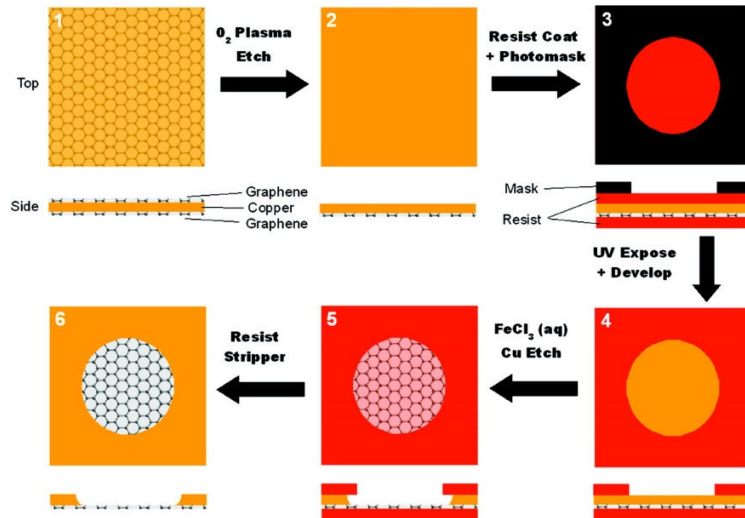 1
O₂ Plasma
Etch
2
Resist Coat
+ Photomask
3
Top
Graphene
Side
Copper
Graphene
Mask
Resist
UV Expose
+ Develop
6
Resist
Stripper
5
FeCl₃ (aq)
Cu Etch
4